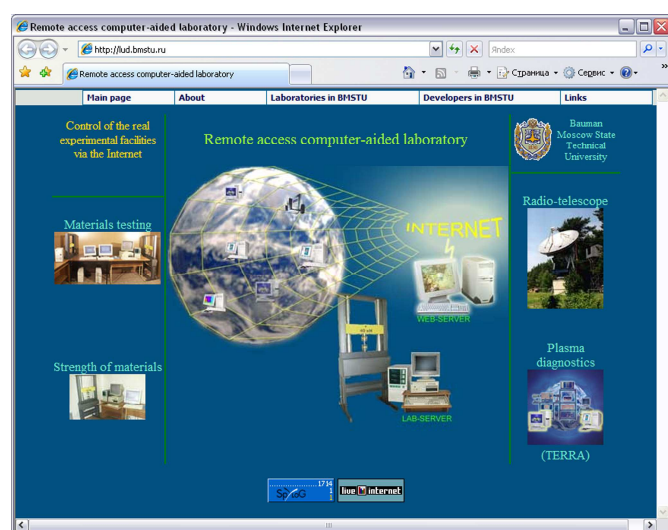 Remote access computer-aided laboratory - Windows Internet Explorer
http://lud.bmstu.ru
Яndex
Remote access computer-aided laboratory
Страница
Сервис
Main page
About
Laboratories in BMSTU
Developers in BMSTU
Links
Control of the real
experimental facilities
via the Internet
Remote access computer-aided laboratory
Bauman
Moscow State
Technical
University
Materials testing
Radio-telescope
INTERNET
WEB-SERVER
Strength of materials
Plasma
diagnostics
LAB-SERVER
(TERRA)
1714
1
1
live internet